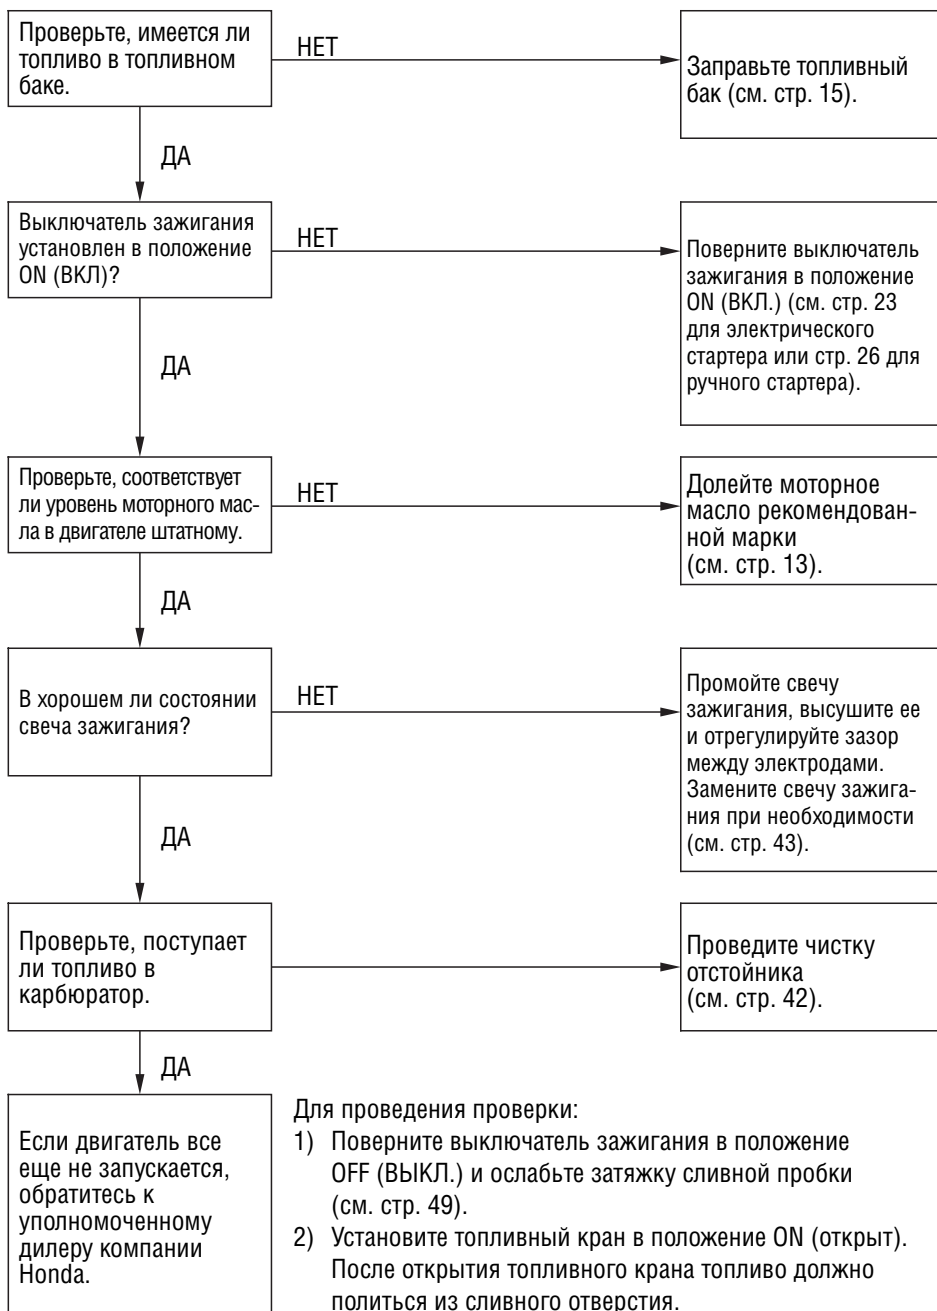 Проверьте, имеется ли
топливо в топливном
баке.
НЕТ
Заправьте топливный
бак (см. стр. 15).
ДА
Выключатель зажигания
установлен в положение
ON (ВКЛ)?
НЕТ
Поверните выключатель
зажигания в положение
ON (ВКЛ.) (см. стр. 23
для электрического
стартера или стр. 26 для
ручного стартера).
ДА
Проверьте, соответствует
ли уровень моторного мас-
ла в двигателе штатному.
НЕТ
Долейте моторное
масло рекомендован-
ной марки
(см. стр. 13).
ДА
В хорошем ли состоянии
свеча зажигания?
НЕТ
Промойте свечу
зажигания, высушите ее
и отрегулируйте зазор
между электродами.
Замените свечу зажига-
ния при необходимости
(см. стр. 43).
ДА
Проверьте, поступает
ли топливо в
карбюратор.
Проведите чистку
отстойника
(см. стр. 42).
ДА
Если двигатель все
еще не запускается,
обратитесь к
уполномоченному
дилеру компании
Honda.
Для проведения проверки:
1) Поверните выключатель зажигания в положение
OFF (ВЫКЛ.) и ослабьте затяжку сливной пробки
(см. стр. 49).
2) Установите топливный кран в положение ON (открыт).
После открытия топливного крана топливо должно
политься из сливного отверстия.